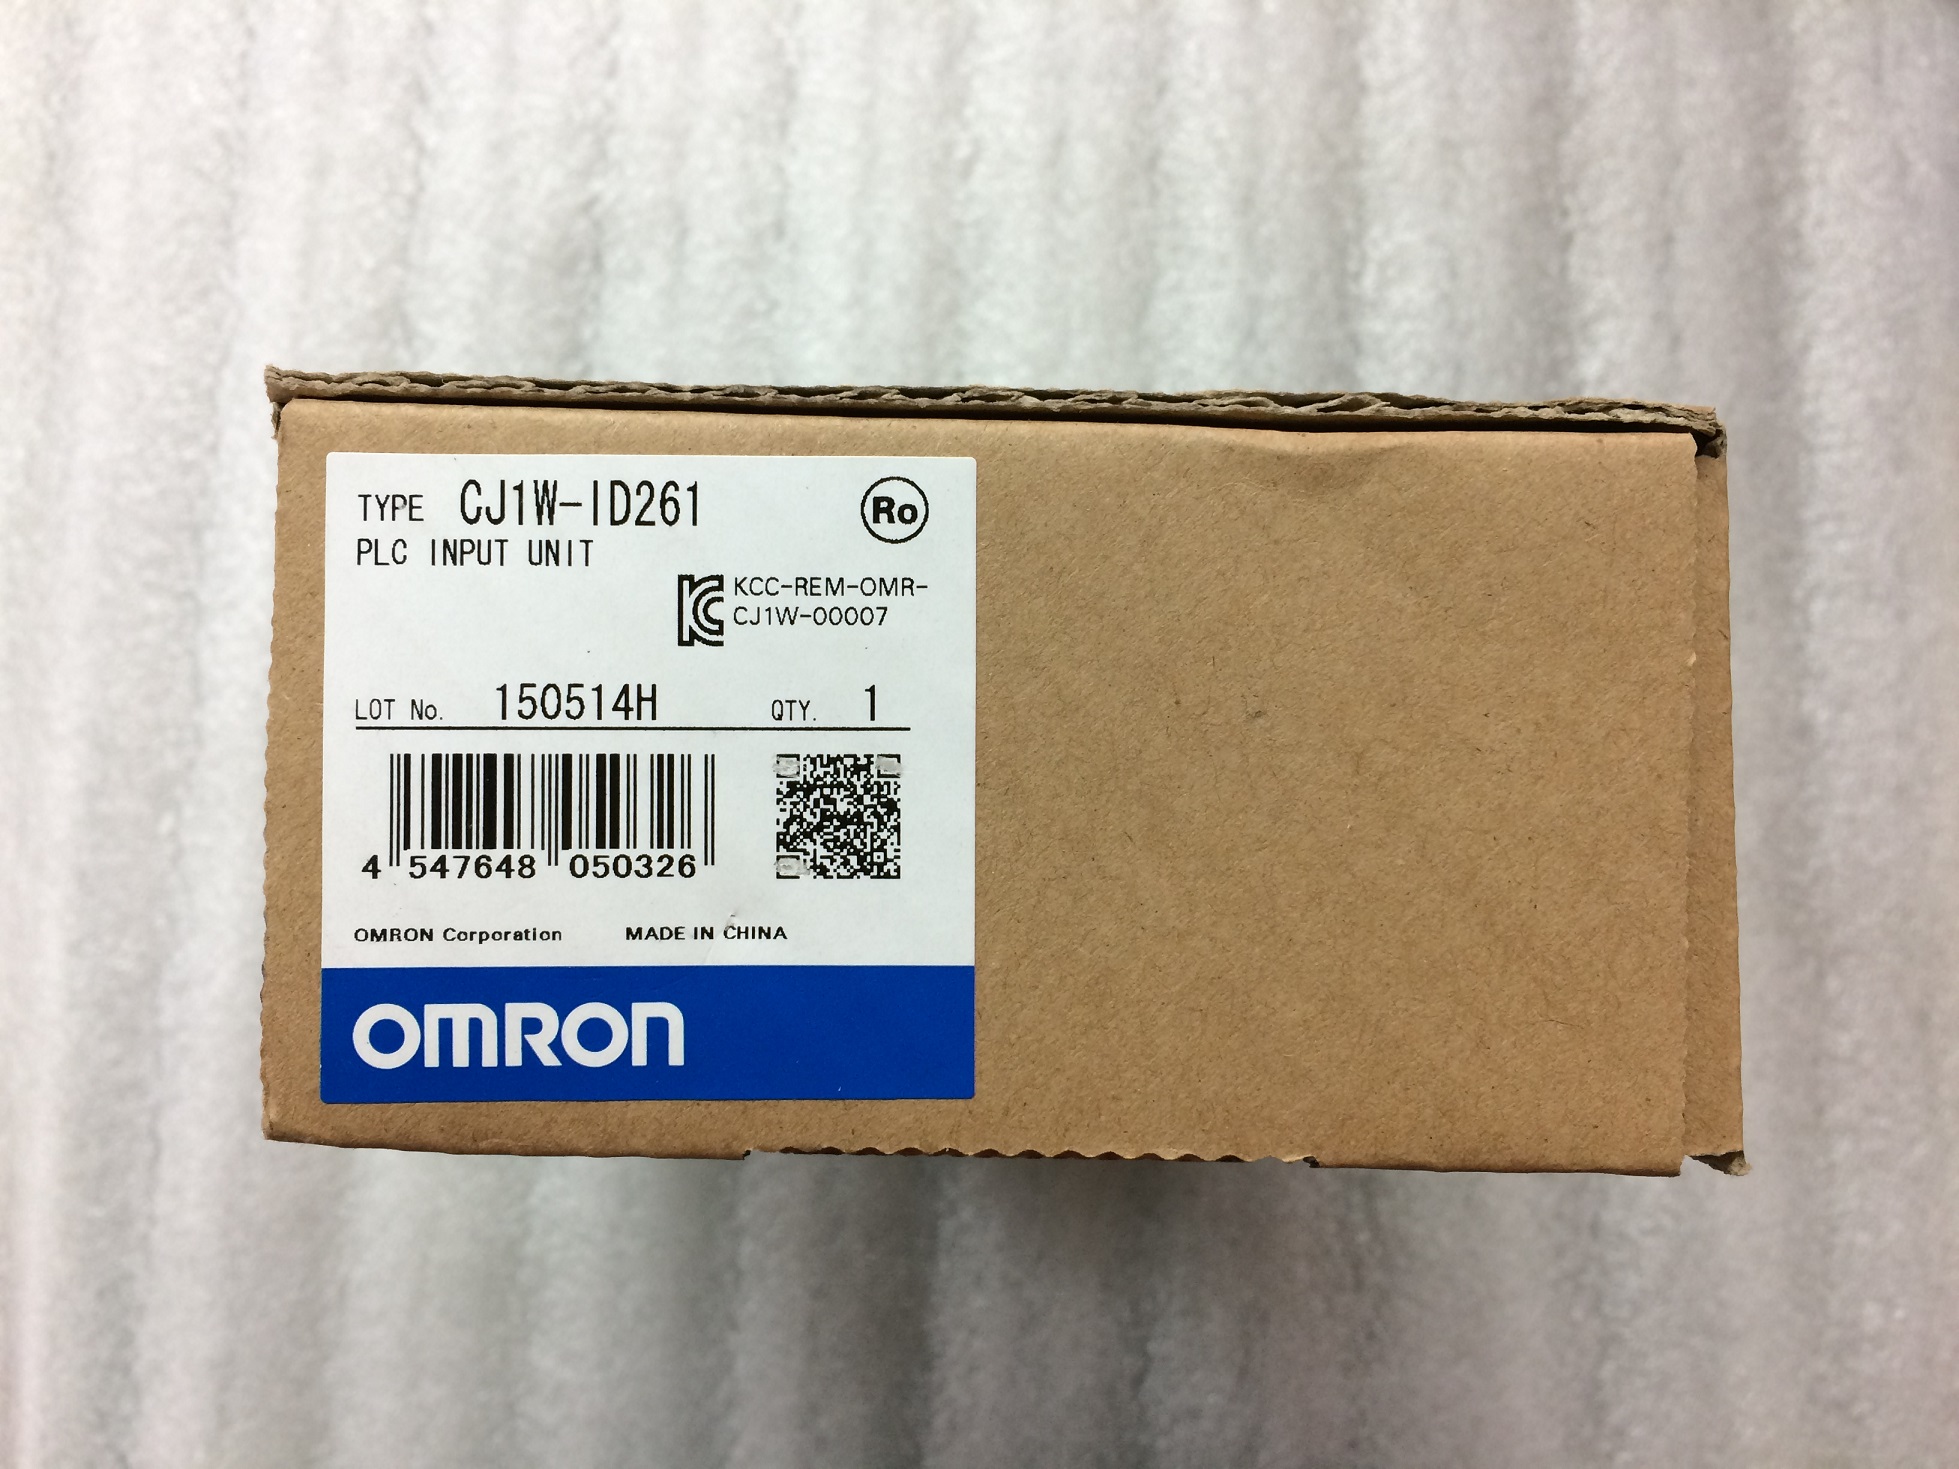 TYPE CJ1W-ID261
Ro
PLC INPUT UNIT
KCC-REM-OMR-
CJ1W-00007
LOT No. 150514H QTY. 1
4 547648 050326
OMRON Corporation MADE IN CHINA
OMRON